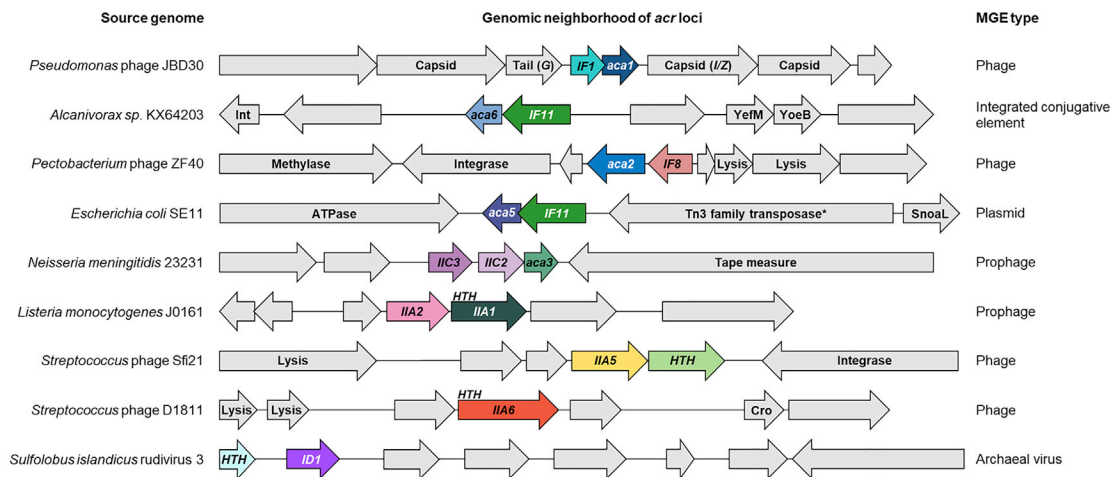 Source genome Genomic neighborhood of acr loci MGE type
Pseudomonas phage JBD30 Capsid Tail (G) IF1 aca1 Capsid (I/Z) Capsid Phage
Alcanivorax sp. KX64203 Int aca6 IF11 YefM YoeB Integrated conjugative
element
Pectobacterium phage ZF40 Methylase Integrase aca2 IF8 Lysis Lysis Phage
Escherichia coli SE11 ATPase aca5 IF11 Tn3 family transposase* SnoaL Plasmid
Neisseria meningitidis 23231 IIC3 IIC2 aca3 Tape measure Prophage
HTH
Listeria monocytogenes J0161 IIA2 IIA1 Prophage
Streptococcus phage Sfi21 Lysis IIA5 HTH Integrase Phage
HTH
Streptococcus phage D1811 Lysis Lysis IIA6 Cro Phage
Sulfolobus islandicus rudivirus 3 HTH ID1 Archaeal virus